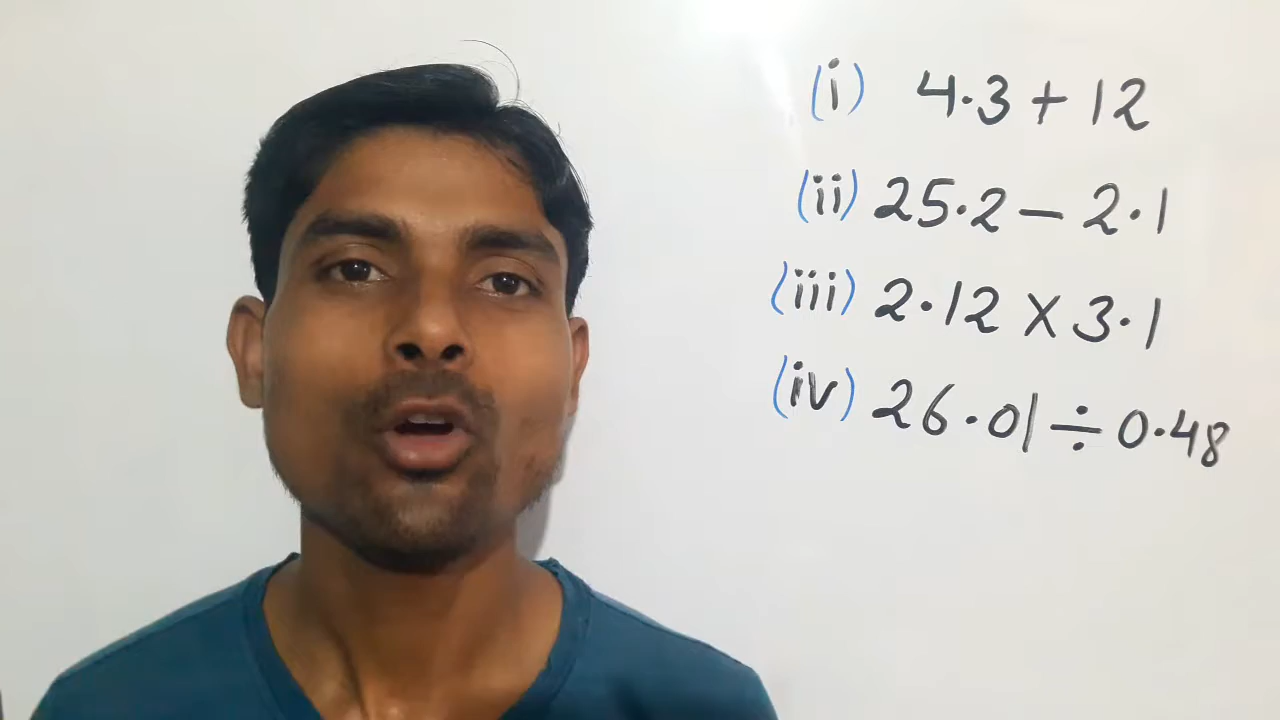 (i) 4.3 + 12
(ii) 25.2 - 2.1
(iii) 2.12 × 3.1
(iv) 26.01 ÷ 0.48